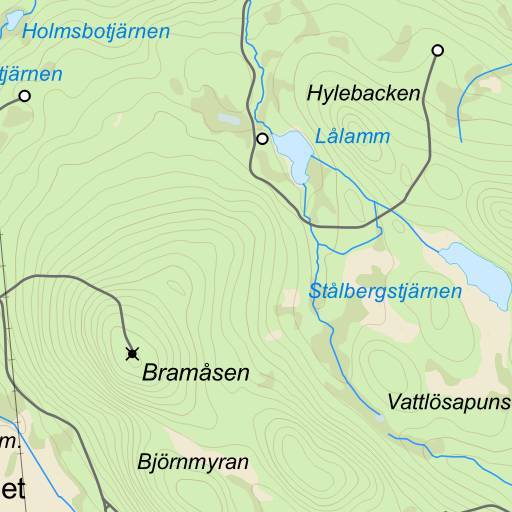 Holmsbotjärnen
tjärnen
Hylebacken
Lålamm
Stålbergstjärnen
Bramåsen
Vattlösapuns
m.
Björnmyran
et